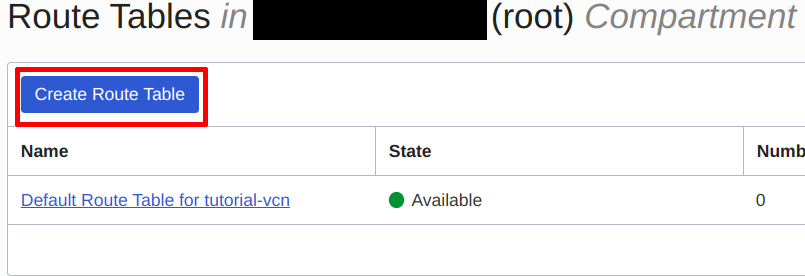 Route Tables in (root) Compartment
Create Route Table
Name State Numb
Default Route Table for tutorial-vcn Available 0